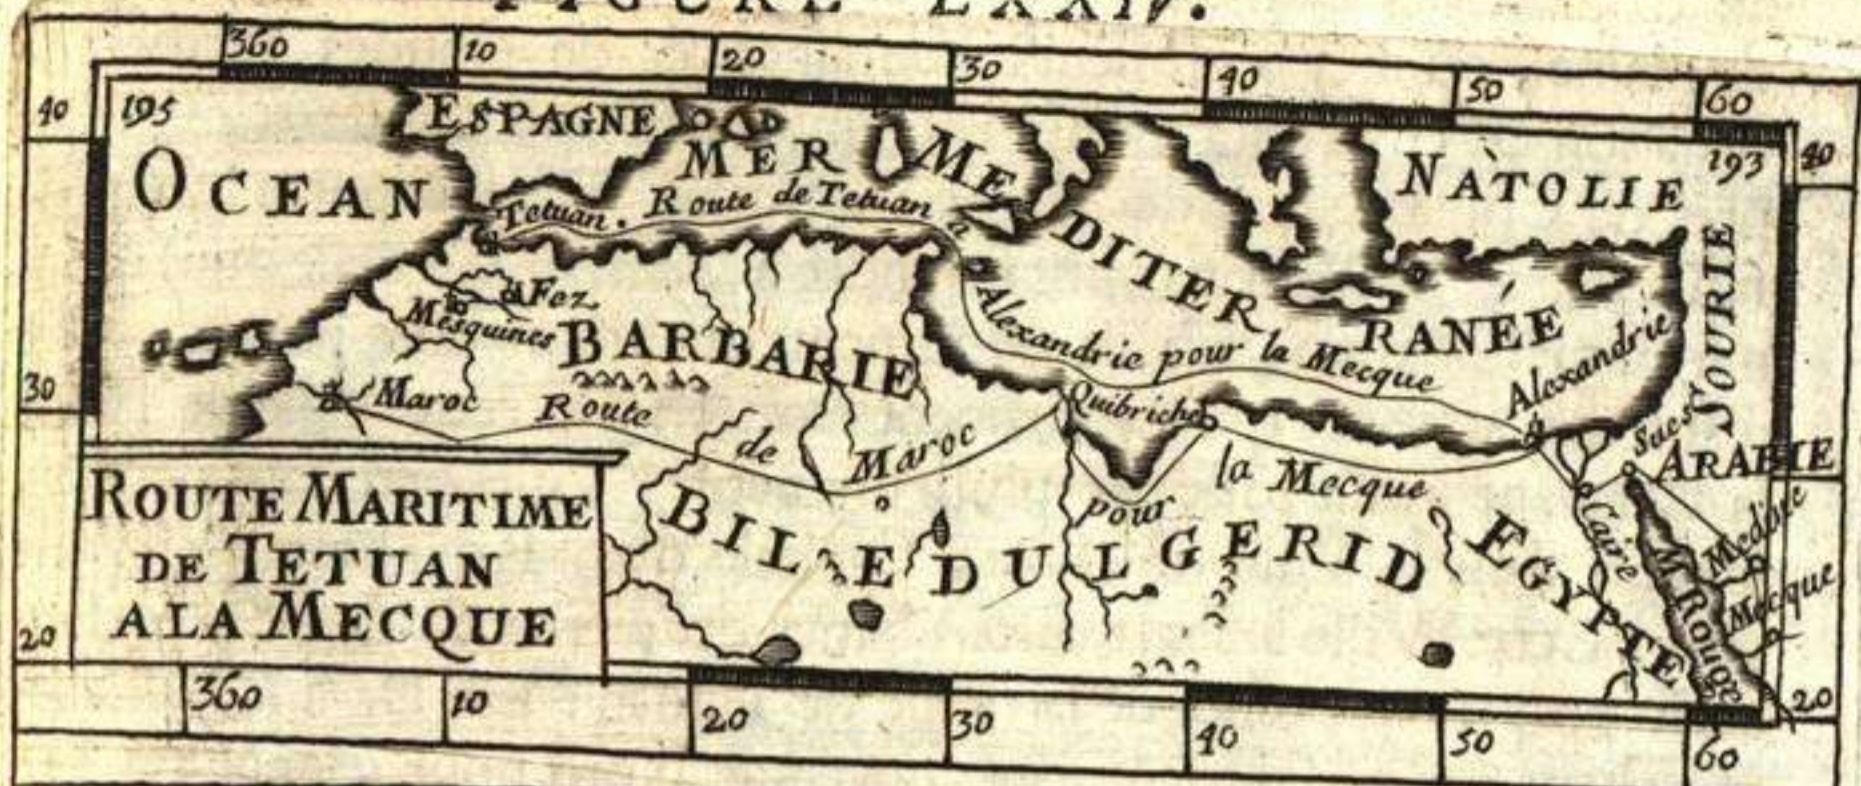 FIGURE LXXIV.
360 10 20 30 40 50 60
40 195 193 40
ESPAGNE
OCEAN
MER MEDITERRANÉE
NATOLIE
SOURIE
Tetuan. Route de Tetuan a Alexandrie pour la Mecque
Alexandrie
Fez
Mesquines
BARBARIE
30
Maroc
Route de Maroc pour la Mecque
Quibriche
Sues
ARABIE
Medine
Mecque
Caire
M Rouge
BILEDULGERID
EGYPTE
ROUTE MARITIME
DE TETUAN
A LA MECQUE
20 20
360 10 20 30 40 50 60